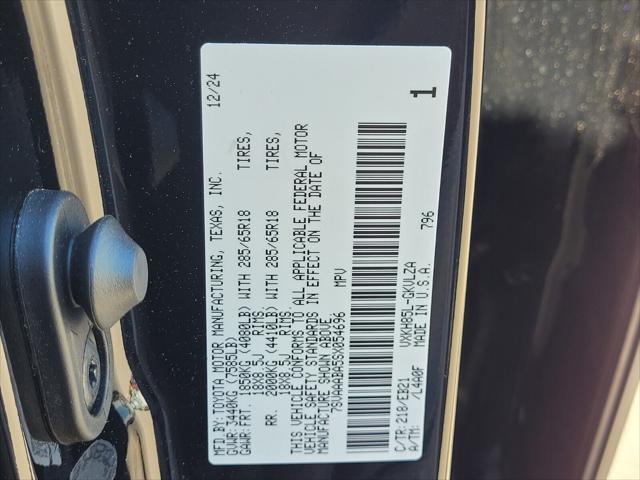 MFD.BY:TOYOTA MOTOR MANUFACTURING, TEXAS, INC. 12/24
GVWR: 3440KG (7585LB)
GAWR:FRT. 1850KG (4080LB) WITH 285/65R18 TIRES,
18X8.5J RIMS,
RR. 2000KG (4410LB) WITH 285/65R18 TIRES,
18X8.5J RIMS.
THIS VEHICLE CONFORMS TO ALL APPLICABLE FEDERAL MOTOR
VEHICLE SAFETY STANDARDS IN EFFECT ON THE DATE OF
MANUFACTURE SHOWN ABOVE.
MPV
C/TR:218/EB21 VXKH85L-GKVLZA
A/TM: /L4A0F MADE IN U.S.A.
796
1